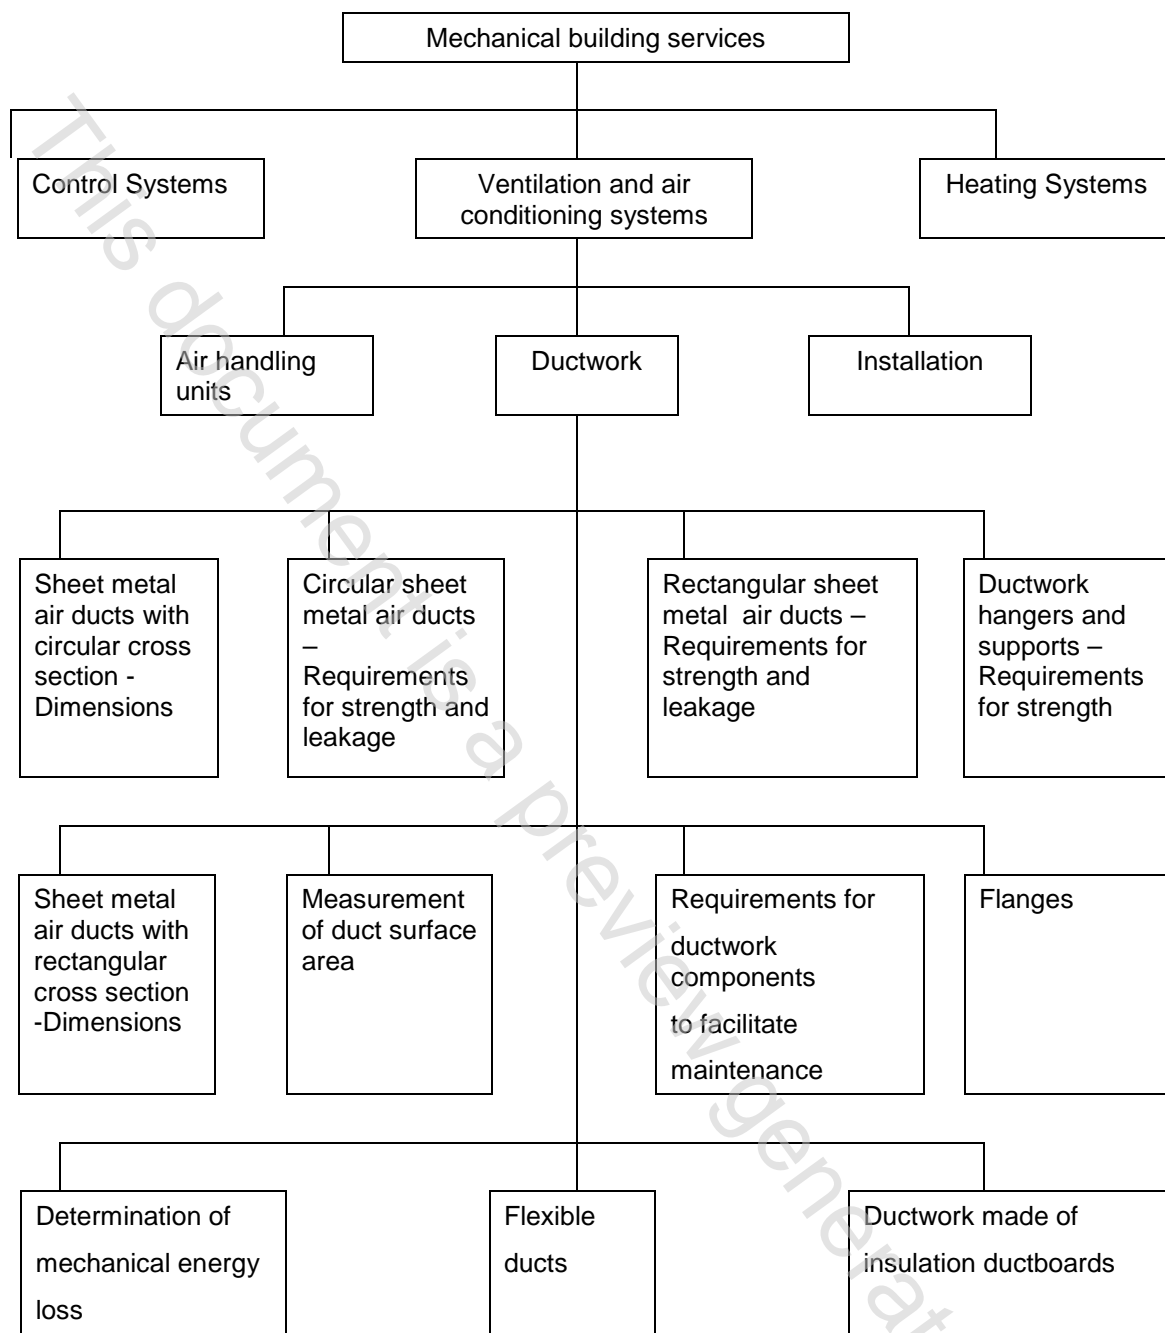 Mechanical building services
Control Systems
Ventilation and air
conditioning systems
Heating Systems
Air handling
units
Ductwork
Installation
Sheet metal
air ducts with
circular cross
section -
Dimensions
Circular sheet
metal air ducts
–
Requirements
for strength and
leakage
Rectangular sheet
metal air ducts –
Requirements for
strength and
leakage
Ductwork
hangers and
supports –
Requirements
for strength
Sheet metal
air ducts with
rectangular
cross section
-Dimensions
Measurement
of duct surface
area
Requirements for
ductwork
components
to facilitate
maintenance
Flanges
Determination of
mechanical energy
loss
Flexible
ducts
Ductwork made of
insulation ductboards
This document is a preview generat